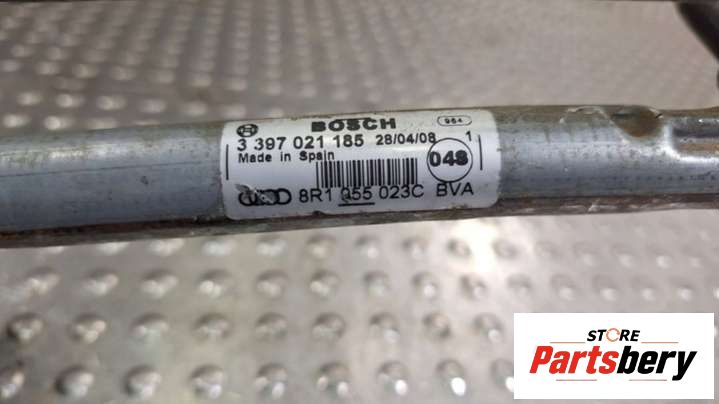 BOSCH 964
3 397 021 185 28/04/08 1
Made in Spain 048
8R1 955 023C BVA
STORE
Partsbery